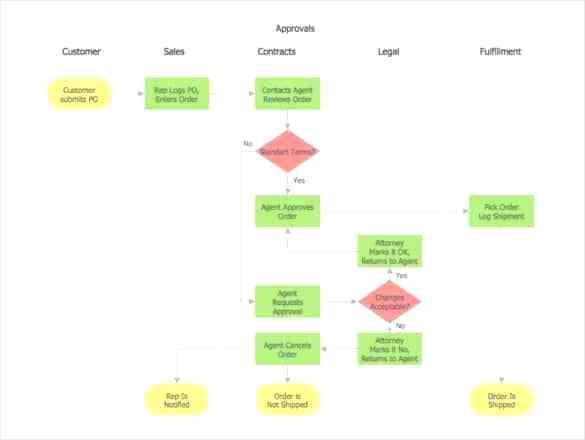 Approvals
Customer
Sales
Contracts
Legal
Fulfillment
Customer
submits PO
Rep Logs PO,
Enters Order
Contacts Agent
Reviews Order
No
Standart Terms?
Yes
Agent Approves
Order
Pick Order
Log Shipment
Attorney
Marks it OK,
Returns to Agent
Yes
Agent
Requests
Approval
Changes
Acceptable?
No
Agent Cancels
Order
Attorney
Marks it No,
Returns to Agent
Rep Is
Notified
Order is
Not Shipped
Order Is
Shipped